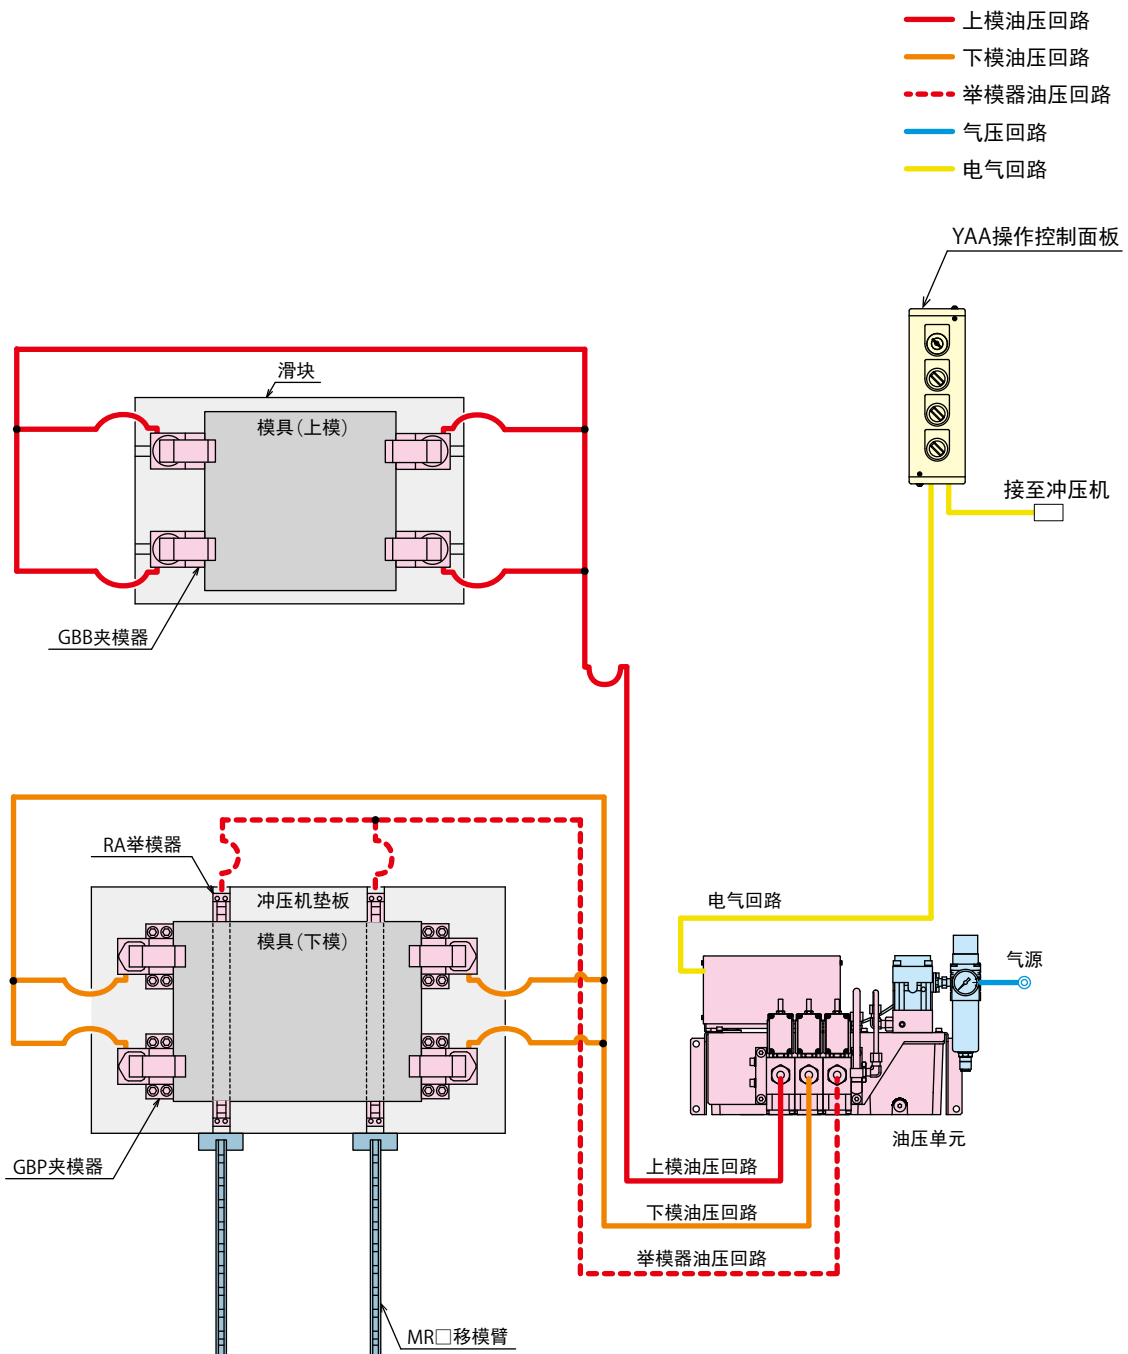 上模油压回路
下模油压回路
举模器油压回路
气压回路
电气回路
YAA操作控制面板
滑块
模具(上模)
接至冲压机
GBB夹模器
RA举模器
冲压机垫板
电气回路
模具(下模)
气源
油压单元
GBP夹模器
上模油压回路
下模油压回路
举模器油压回路
MR□移模臂